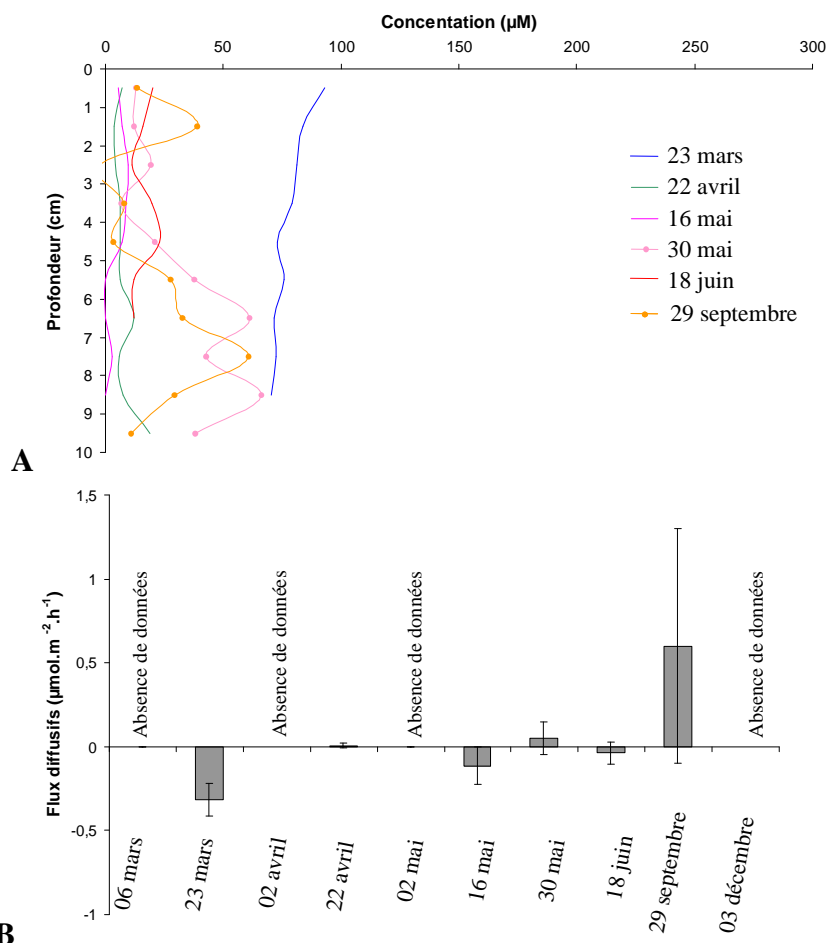 Concentation (µM)
0 50 100 150 200 250 300
Profondeur (cm)
0
1
2
3
4
5
6
7
8
9
10
23 mars
22 avril
16 mai
30 mai
18 juin
29 septembre
A
Flux diffusifs (µmol.m⁻².h⁻¹)
1,5
1
0,5
0
-0,5
-1
Absence de données
Absence de données
Absence de données
Absence de données
06 mars
23 mars
02 avril
22 avril
02 mai
16 mai
30 mai
18 juin
29 septembre
03 décembre
B